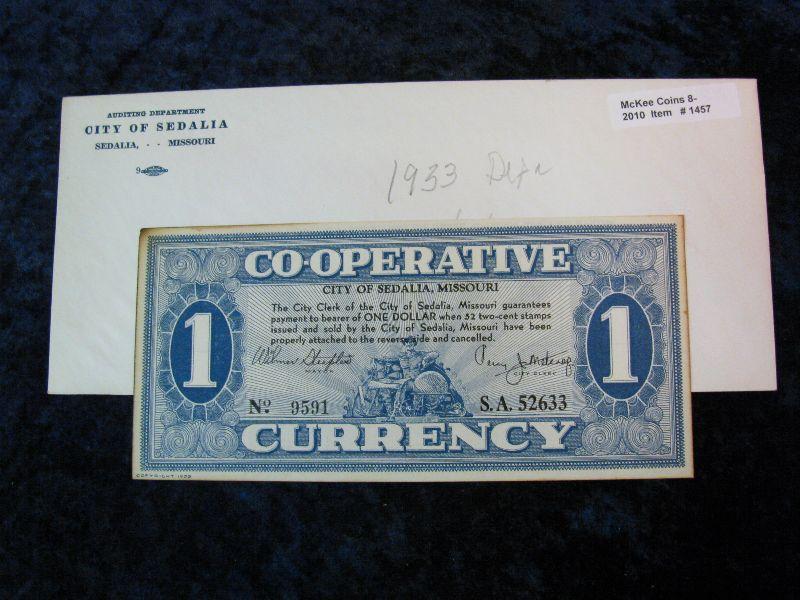 AUDITING DEPARTMENT
CITY OF SEDALIA
SEDALIA, - - MISSOURI
9
McKee Coins 8-
2010 Item # 1457
1933
CO-OPERATIVE
CITY OF SEDALIA, MISSOURI
The City Clerk of the City of Sedalia, Missouri guarantees
payment to bearer of ONE DOLLAR when 52 two-cent stamps
issued and sold by the City of Sedalia, Missouri have been
properly attached to the reverse side and cancelled.
1
1
MAYOR
CITY CLERK
No. 9591
S.A. 52633
CURRENCY
COPYRIGHT 1933